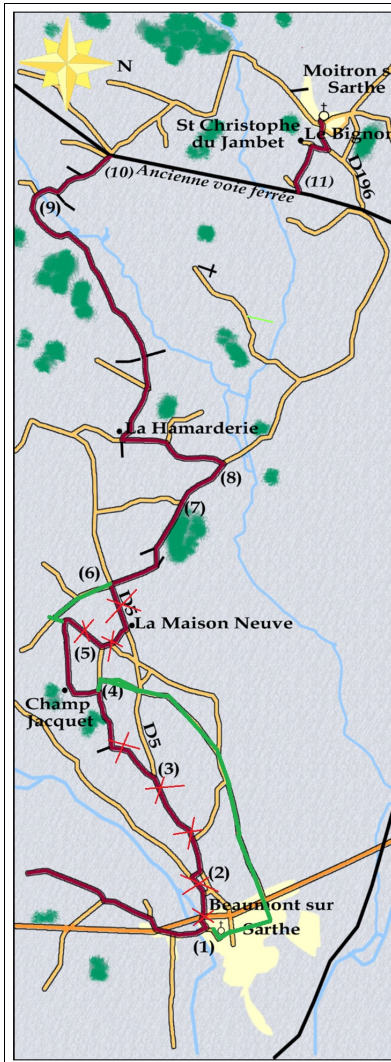 N
Moitron s
Sarthe
St Christophe
du Jambet
Le Bignon
D196
(10)
Ancienne voie ferrée
(11)
(9)
La Hamarderie
(8)
(7)
(6)
D5
La Maison Neuve
(5)
(4)
Champ
Jacquet
D5
(3)
(2)
Beaumont sur
Sarthe
(1)